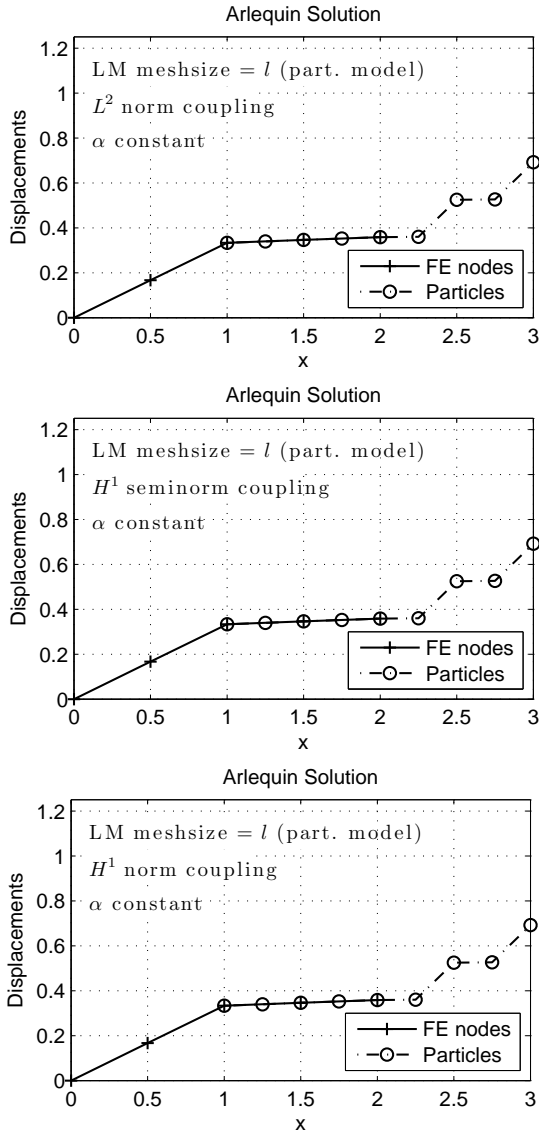 Arlequin Solution
1.2
1
0.8
0.6
0.4
0.2
0
Displacements
LM meshsize = l (part. model)
L² norm coupling
α constant
FE nodes
Particles
0 0.5 1 1.5 2 2.5 3
x
Arlequin Solution
1.2
1
0.8
0.6
0.4
0.2
0
Displacements
LM meshsize = l (part. model)
H¹ seminorm coupling
α constant
FE nodes
Particles
0 0.5 1 1.5 2 2.5 3
x
Arlequin Solution
1.2
1
0.8
0.6
0.4
0.2
0
Displacements
LM meshsize = l (part. model)
H¹ norm coupling
α constant
FE nodes
Particles
0 0.5 1 1.5 2 2.5 3
x